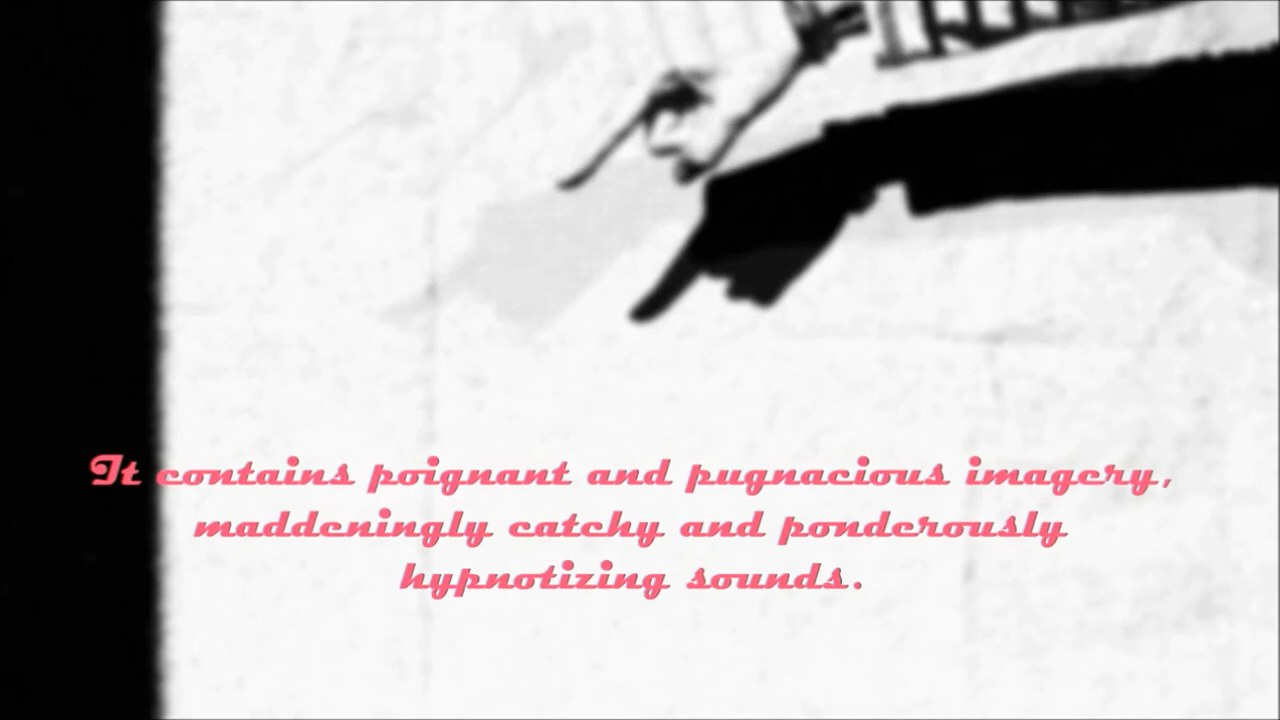 It contains poignant and pugnacious imagery,
maddeningly catchy and ponderously
hypnotizing sounds.